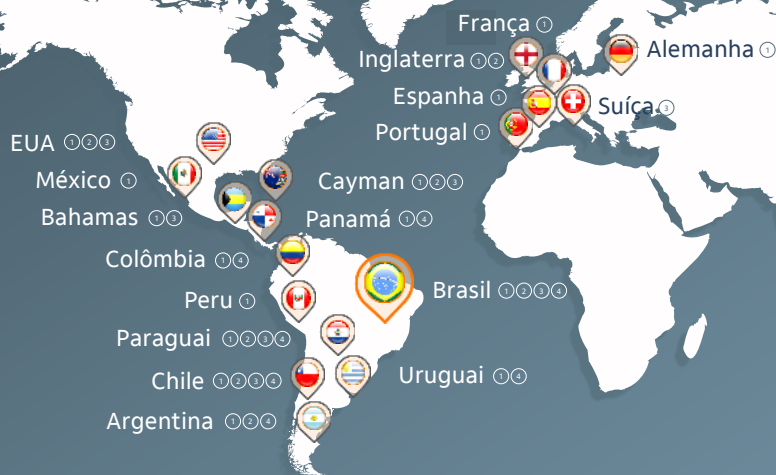 França ①
Inglaterra ①②
Alemanha ①
Espanha ①
Suíça ③
Portugal ①
EUA ①②③
México ①
Cayman ①②③
Bahamas ①③
Panamá ①④
Colômbia ①④
Brasil ①②③④
Peru ①
Paraguai ①②③④
Chile ①②③④
Uruguai ①④
Argentina ①②④